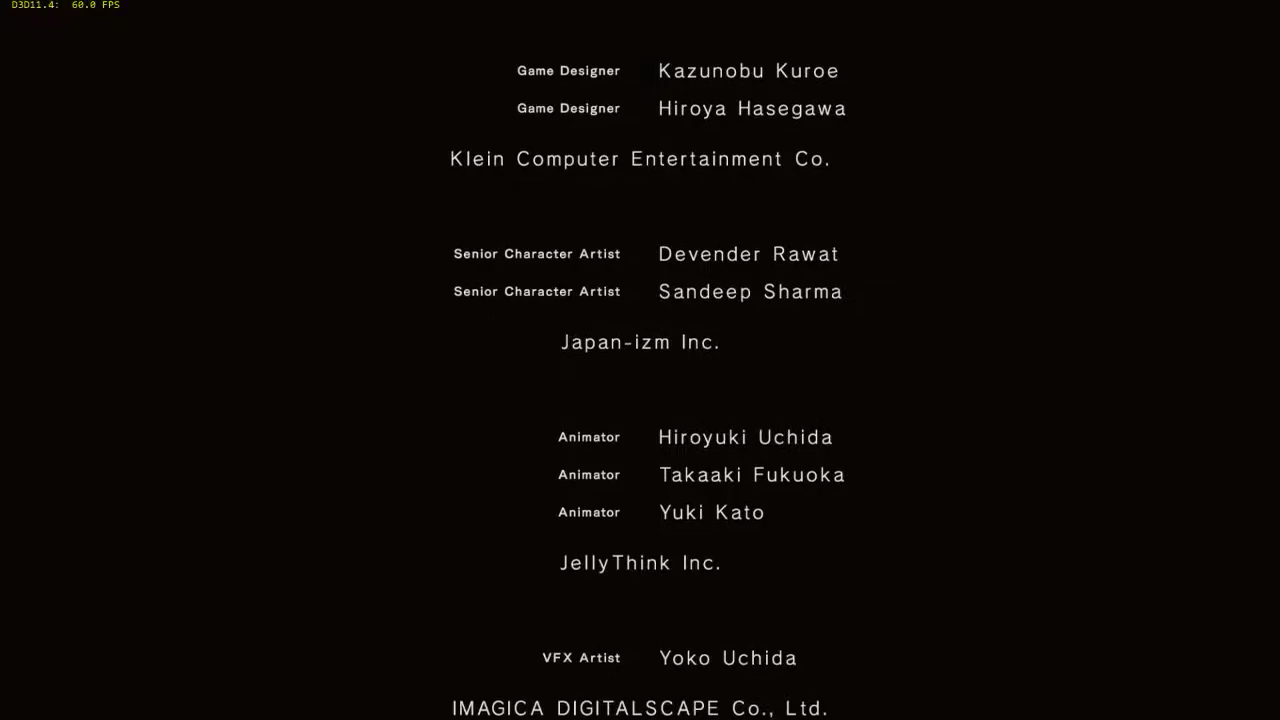 D3D11.4: 60.0 FPS
Game Designer Kazunobu Kuroe
Game Designer Hiroya Hasegawa
Klein Computer Entertainment Co.
Senior Character Artist Devender Rawat
Senior Character Artist Sandeep Sharma
Japan-izm Inc.
Animator Hiroyuki Uchida
Animator Takaaki Fukuoka
Animator Yuki Kato
JellyThink Inc.
VFX Artist Yoko Uchida
IMAGICA DIGITALSCAPE Co., Ltd.